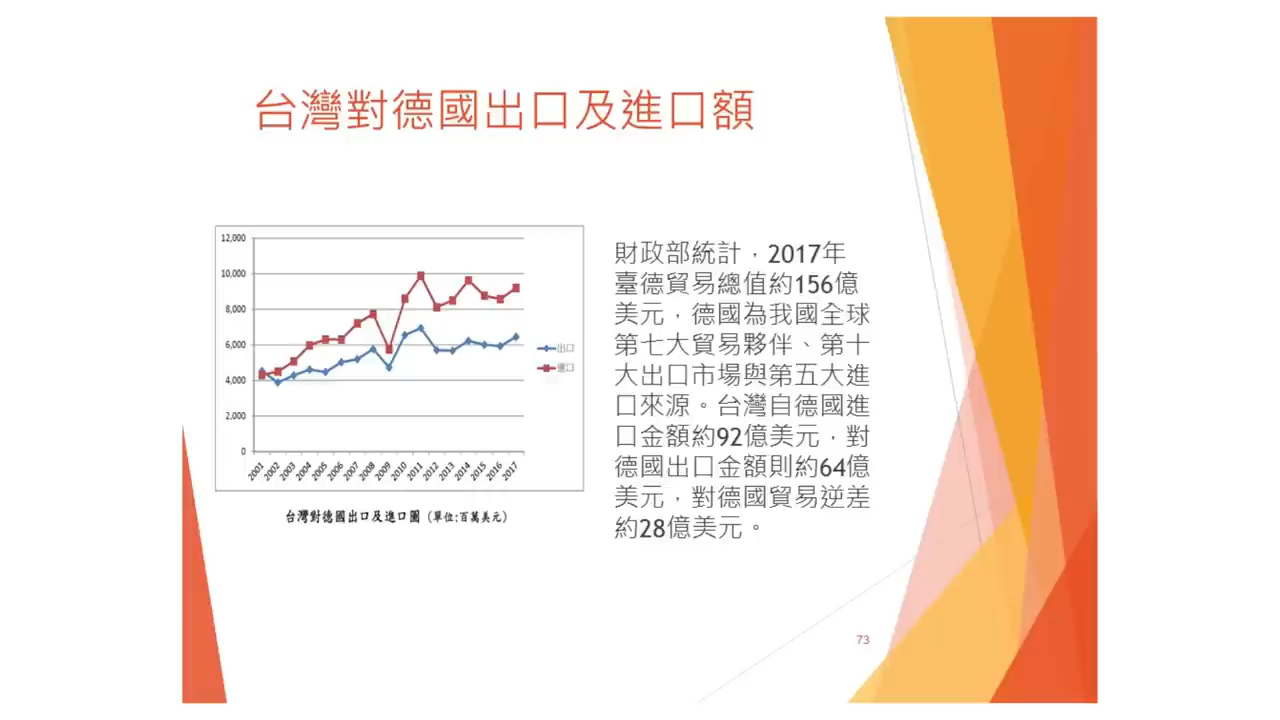 台灣對德國出口及進口額
12,000
10,000
8,000
6,000
4,000
2,000
0
2001 2002 2003 2004 2005 2006 2007 2008 2009 2010 2011 2012 2013 2014 2015 2016 2017
出口
進口
台灣對德國出口及進口圖（單位:百萬美元）
財政部統計，2017年
臺德貿易總值約156億
美元，德國為我國全球
第七大貿易夥伴、第十
大出口市場與第五大進
口來源。台灣自德國進
口金額約92億美元，對
德國出口金額則約64億
美元，對德國貿易逆差
約28億美元。
73